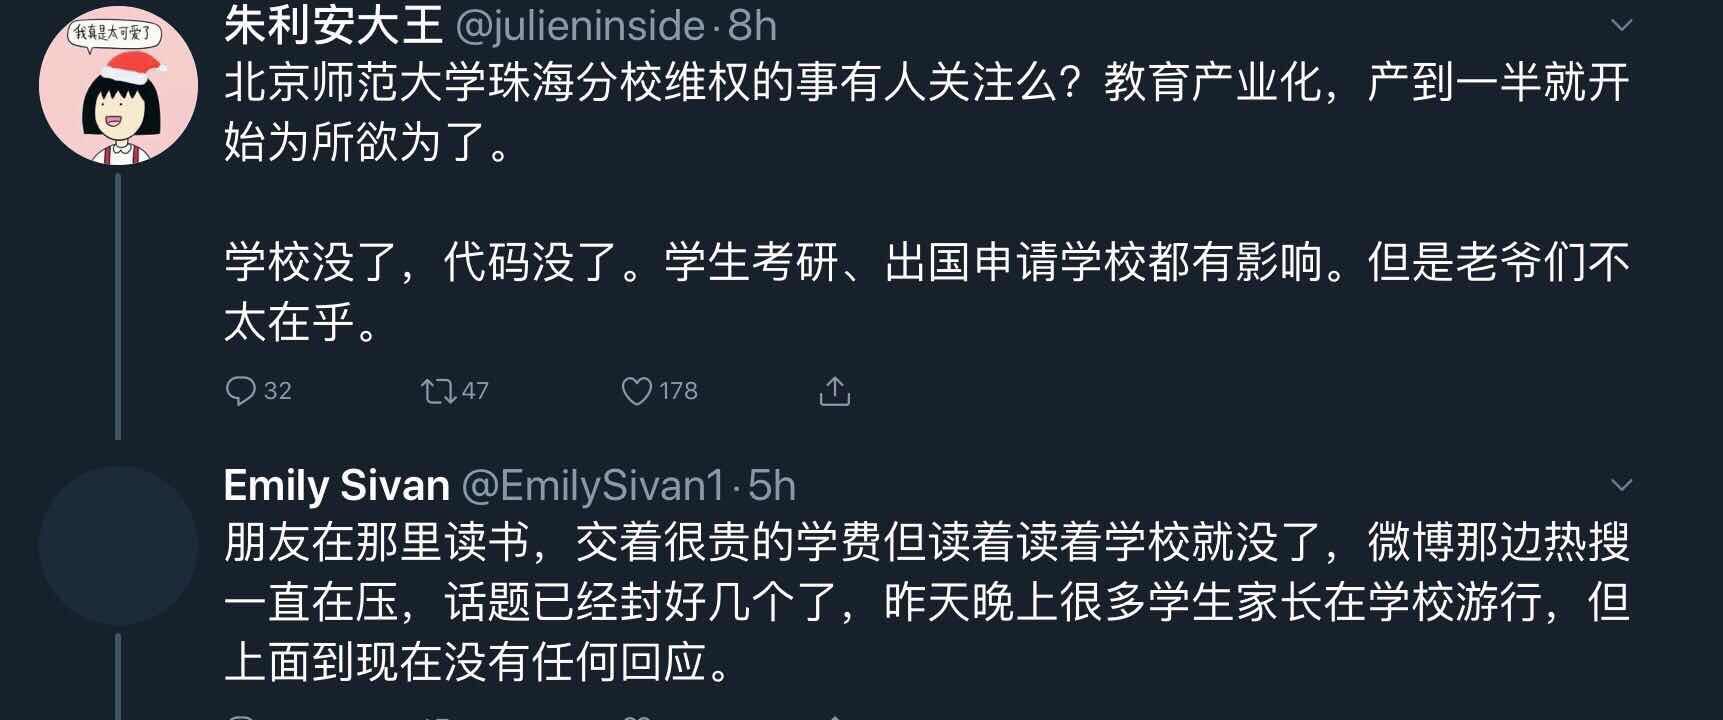 我真是太可爱了
朱利安大王 @julieninside · 8h
北京师范大学珠海分校维权的事有人关注么？教育产业化，产到一半就开
始为所欲为了。
学校没了，代码没了。学生考研、出国申请学校都有影响。但是老爷们不
太在乎。
32 47 178
Emily Sivan @EmilySivan1 · 5h
朋友在那里读书，交着很贵的学费但读着读着学校就没了，微博那边热搜
一直在压，话题已经封好几个了，昨天晚上很多学生家长在学校游行，但
上面到现在没有任何回应。